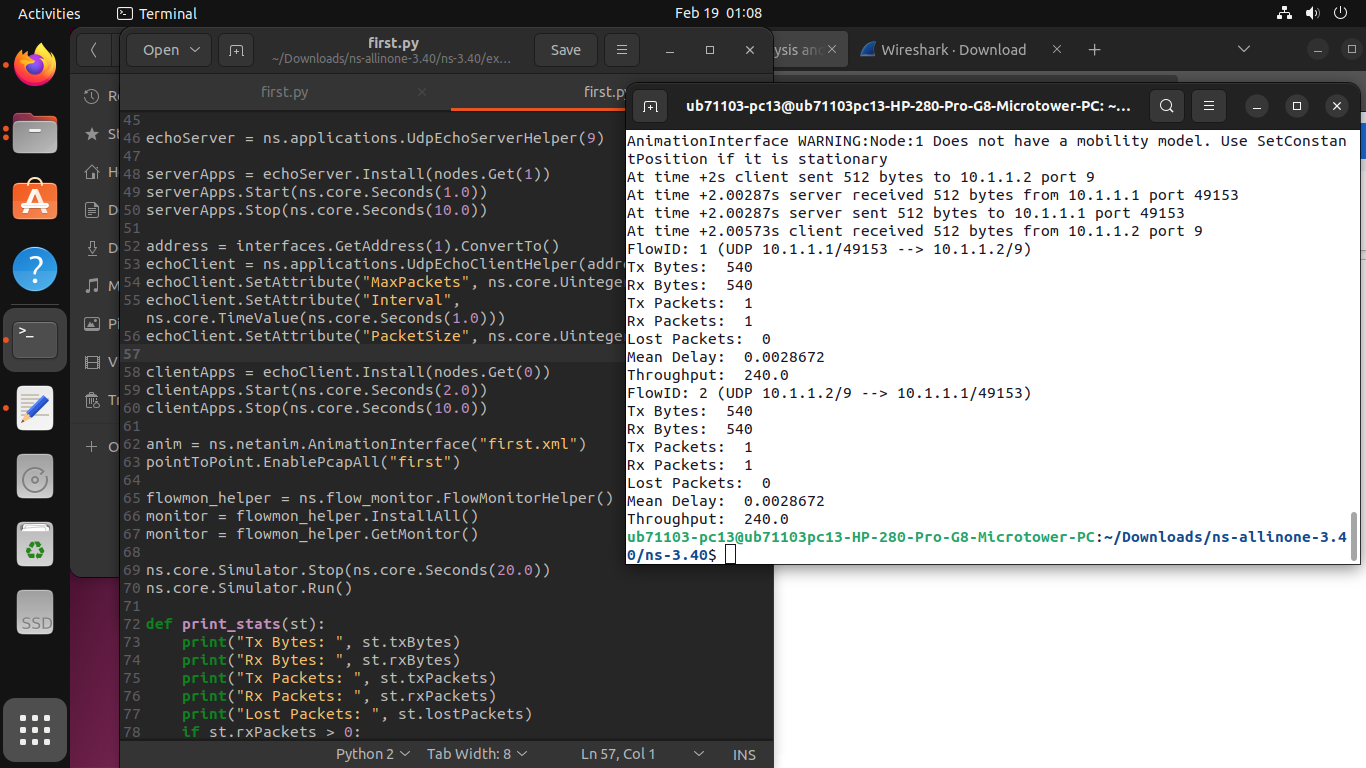 Activities
Terminal
Feb 19 01:08
Open
first.py
~/Downloads/ns-allinone-3.40/ns-3.40/ex...
Save
ysis and
Wireshark · Download
first.py
first.py
45
46 echoServer = ns.applications.UdpEchoServerHelper(9)
47
48 serverApps = echoServer.Install(nodes.Get(1))
49 serverApps.Start(ns.core.Seconds(1.0))
50 serverApps.Stop(ns.core.Seconds(10.0))
51
52 address = interfaces.GetAddress(1).ConvertTo()
53 echoClient = ns.applications.UdpEchoClientHelper(addre
54 echoClient.SetAttribute("MaxPackets", ns.core.Uintege
55 echoClient.SetAttribute("Interval",
ns.core.TimeValue(ns.core.Seconds(1.0)))
56 echoClient.SetAttribute("PacketSize", ns.core.Uintege
57
58 clientApps = echoClient.Install(nodes.Get(0))
59 clientApps.Start(ns.core.Seconds(2.0))
60 clientApps.Stop(ns.core.Seconds(10.0))
61
62 anim = ns.netanim.AnimationInterface("first.xml")
63 pointToPoint.EnablePcapAll("first")
64
65 flowmon_helper = ns.flow_monitor.FlowMonitorHelper()
66 monitor = flowmon_helper.InstallAll()
67 monitor = flowmon_helper.GetMonitor()
68
69 ns.core.Simulator.Stop(ns.core.Seconds(20.0))
70 ns.core.Simulator.Run()
71
72 def print_stats(st):
73 print("Tx Bytes: ", st.txBytes)
74 print("Rx Bytes: ", st.rxBytes)
75 print("Tx Packets: ", st.txPackets)
76 print("Rx Packets: ", st.rxPackets)
77 print("Lost Packets: ", st.lostPackets)
78 if st.rxPackets > 0:
Python 2
Tab Width: 8
Ln 57, Col 1
INS
ub71103-pc13@ub71103pc13-HP-280-Pro-G8-Microtower-PC: ~...
AnimationInterface WARNING:Node:1 Does not have a mobility model. Use SetConstan
tPosition if it is stationary
At time +2s client sent 512 bytes to 10.1.1.2 port 9
At time +2.00287s server received 512 bytes from 10.1.1.1 port 49153
At time +2.00287s server sent 512 bytes to 10.1.1.1 port 49153
At time +2.00573s client received 512 bytes from 10.1.1.2 port 9
FlowID: 1 (UDP 10.1.1.1/49153 --> 10.1.1.2/9)
Tx Bytes: 540
Rx Bytes: 540
Tx Packets: 1
Rx Packets: 1
Lost Packets: 0
Mean Delay: 0.0028672
Throughput: 240.0
FlowID: 2 (UDP 10.1.1.2/9 --> 10.1.1.1/49153)
Tx Bytes: 540
Rx Bytes: 540
Tx Packets: 1
Rx Packets: 1
Lost Packets: 0
Mean Delay: 0.0028672
Throughput: 240.0
ub71103-pc13@ub71103pc13-HP-280-Pro-G8-Microtower-PC:~/Downloads/ns-allinone-3.4
0/ns-3.40$
SSD